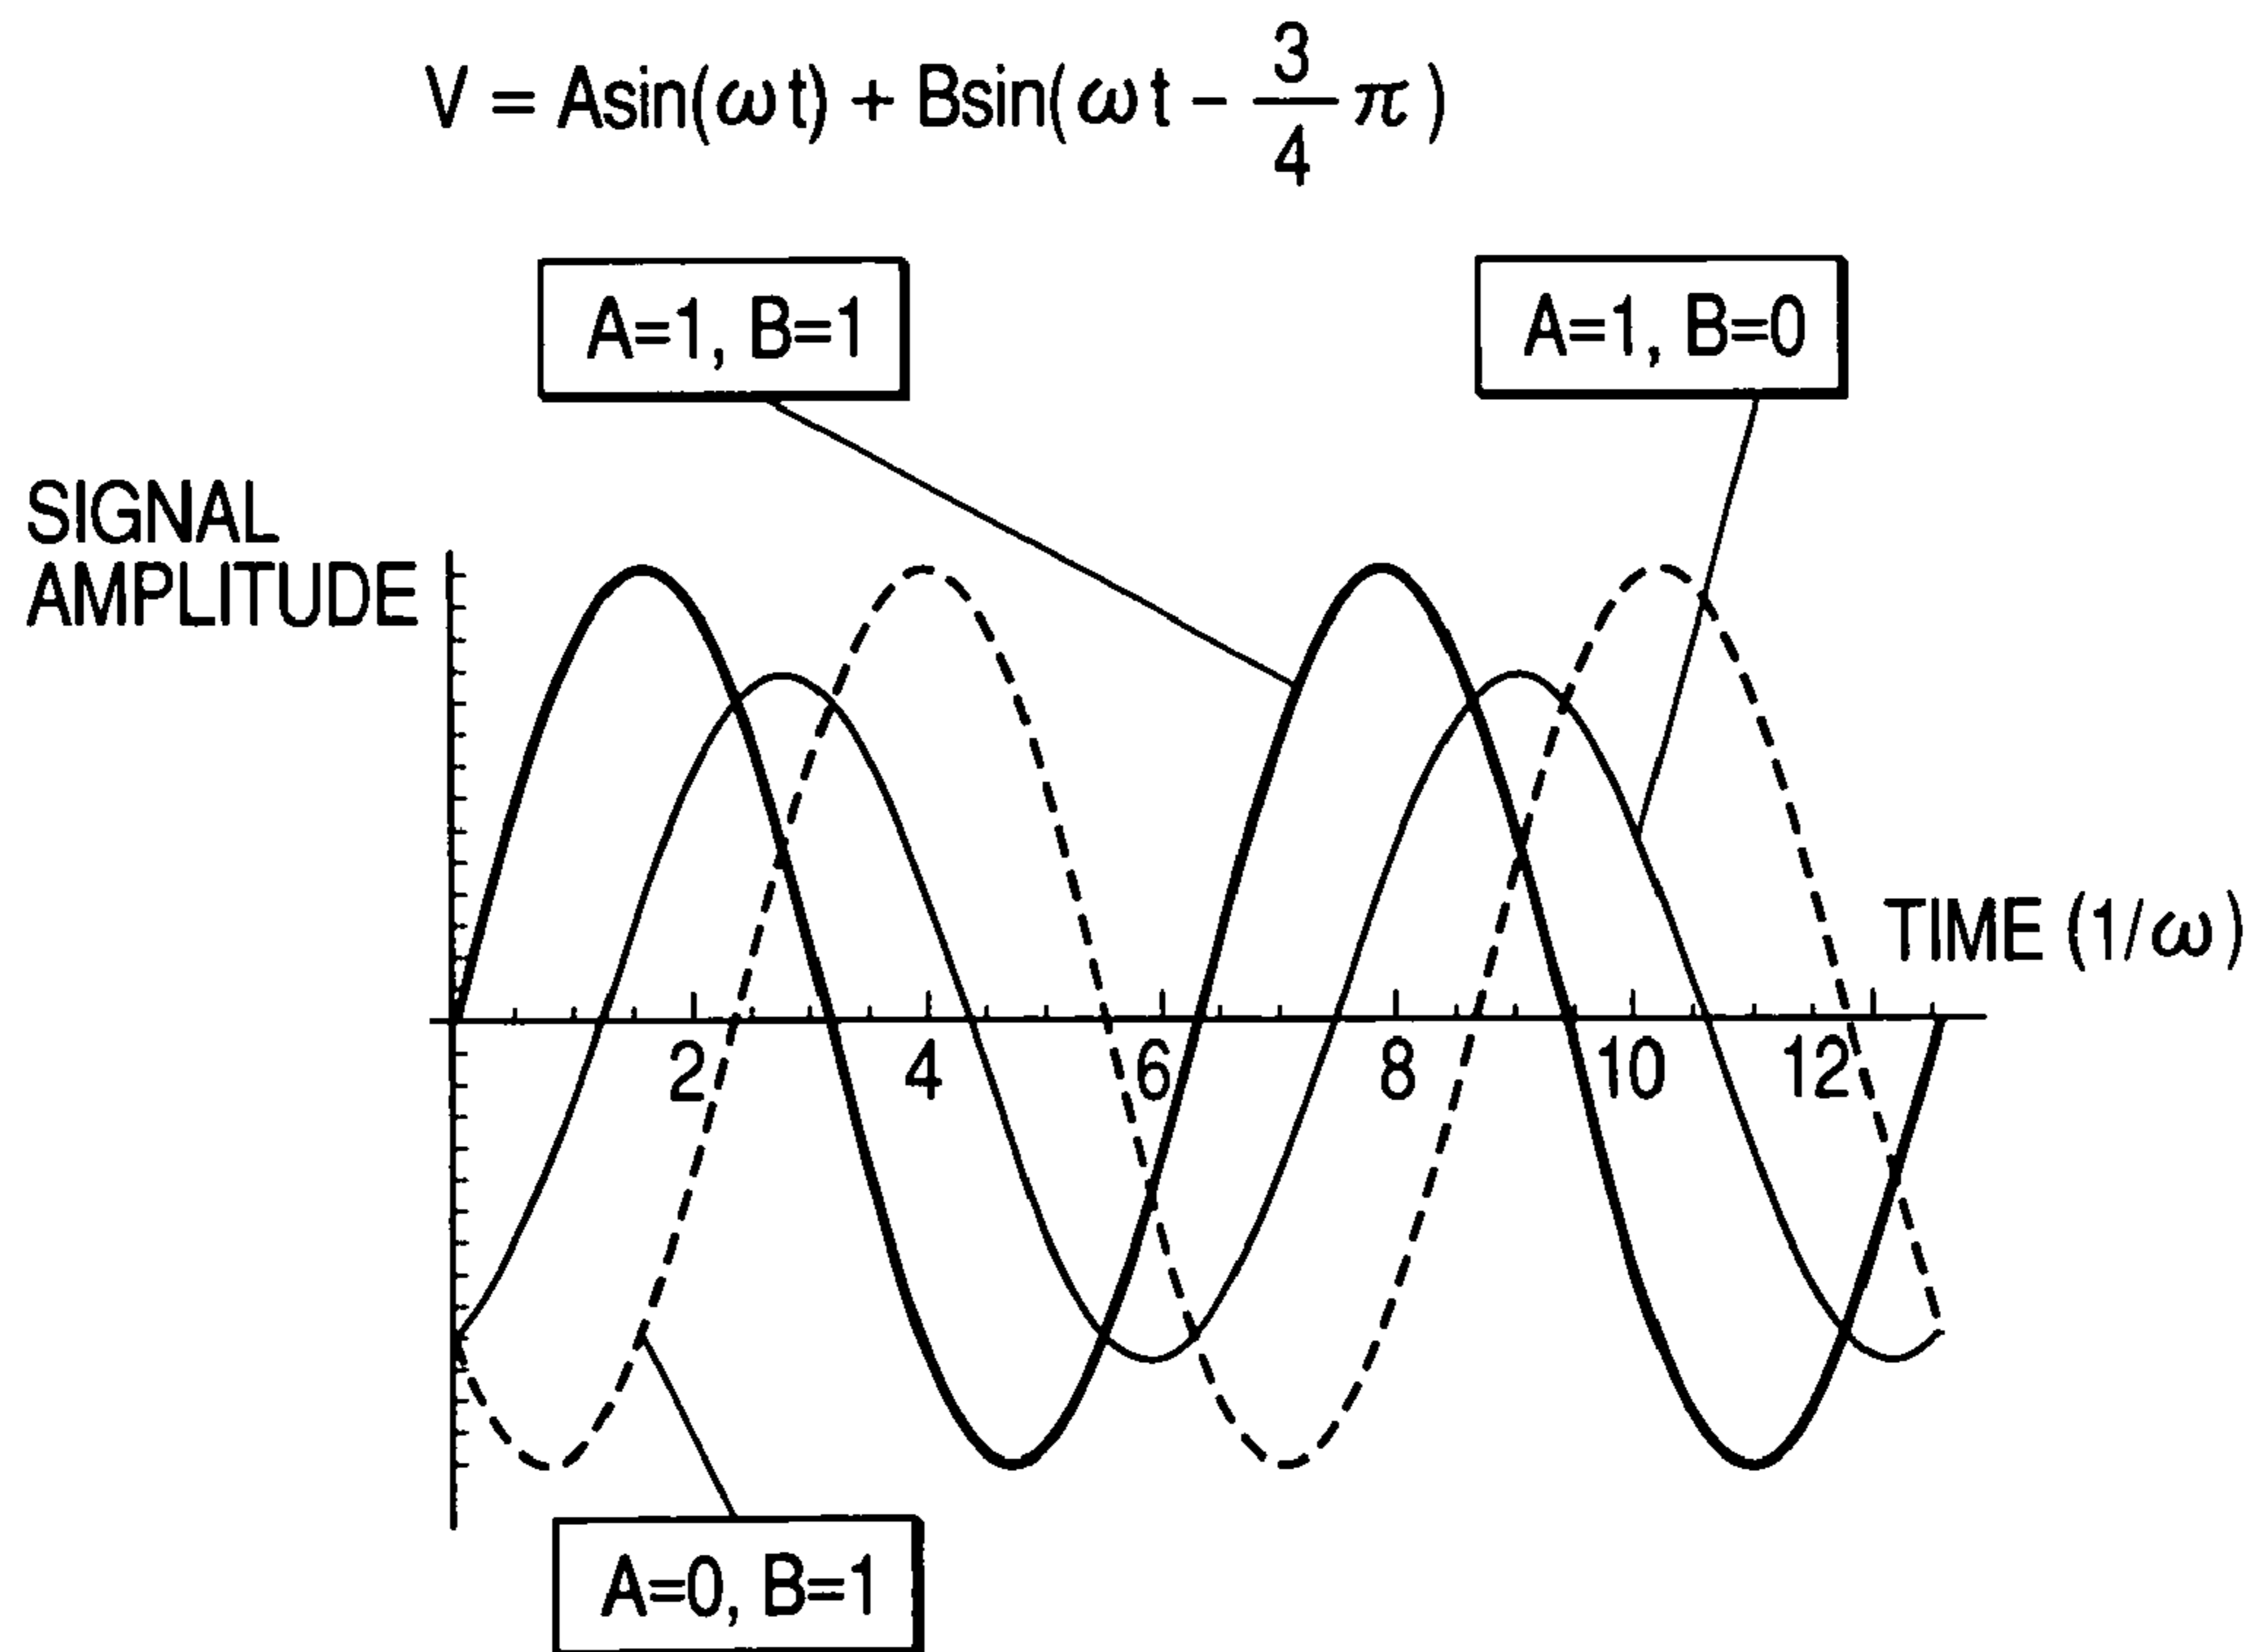 V = Asin(ωt) + Bsin(ωt − 3/4 π)
A=1, B=1
A=1, B=0
SIGNAL
AMPLITUDE
TIME (1/ω)
2 4 6 8 10 12
A=0, B=1